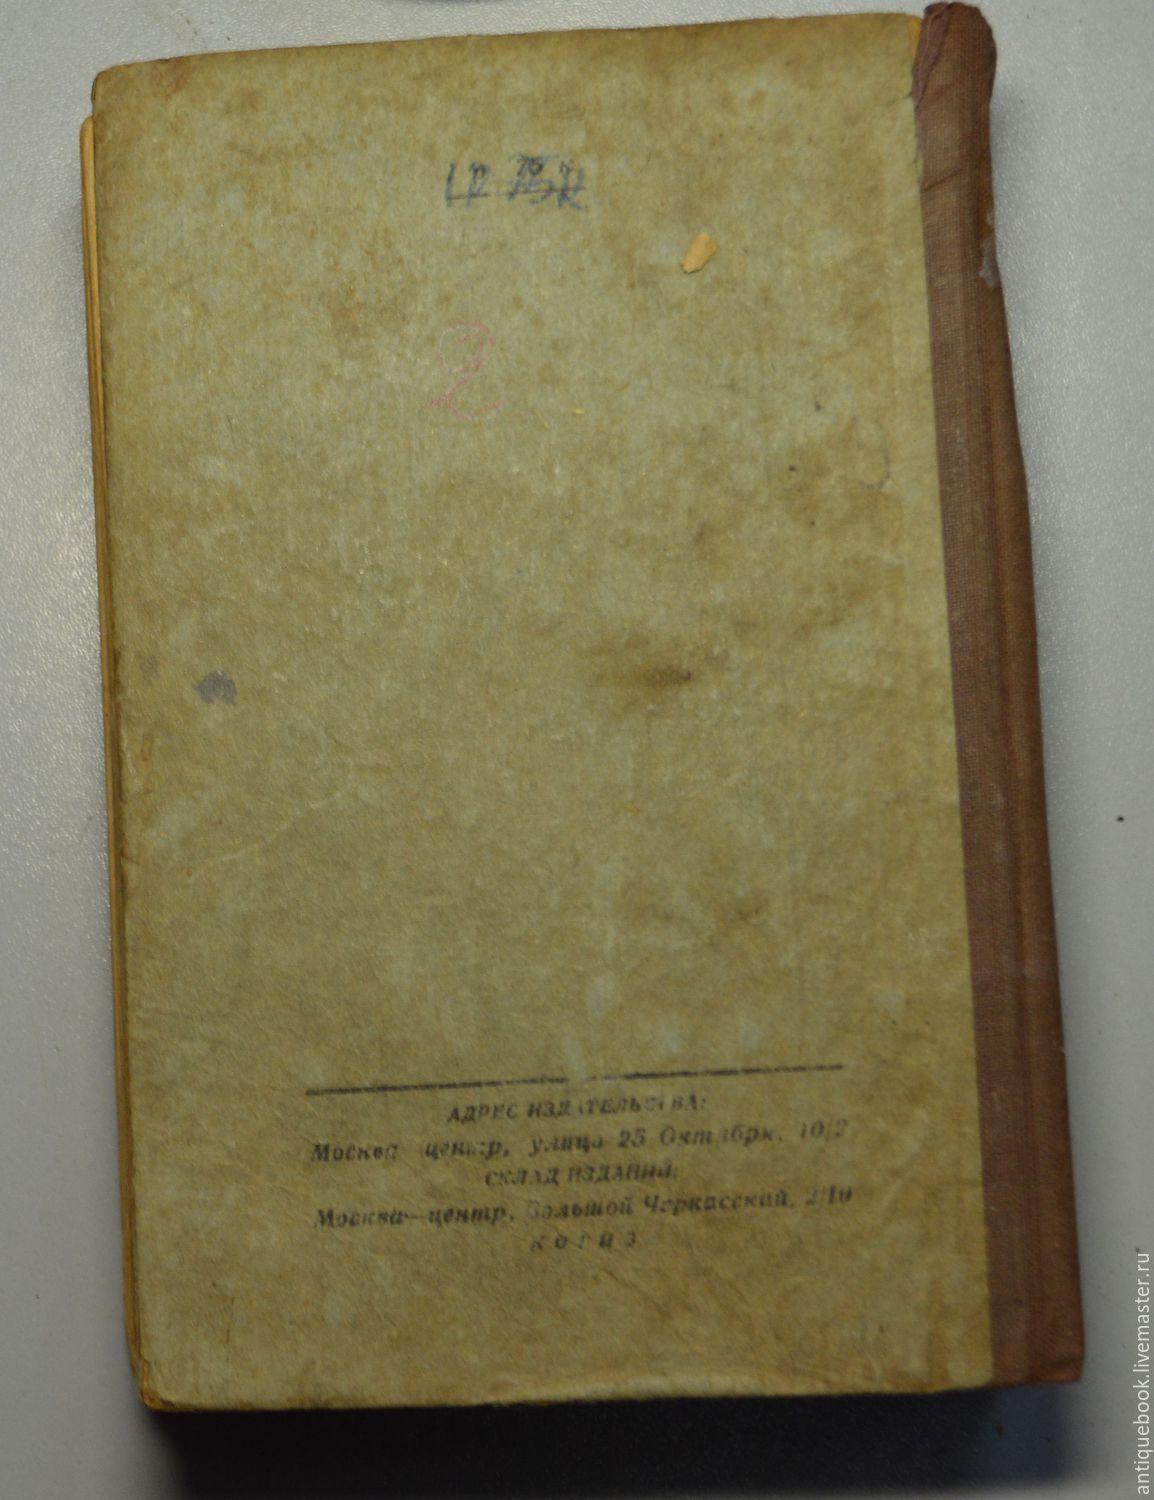 2
АДРЕС ИЗДАТЕЛЬСТВА:
Москва центр, улица 25 Октября, 10/2
СКЛАД ИЗДАНИЙ:
Москва—центр, Большой Черкасский, 2/10
КОГИЗ
antiquebook.livemaster.ru